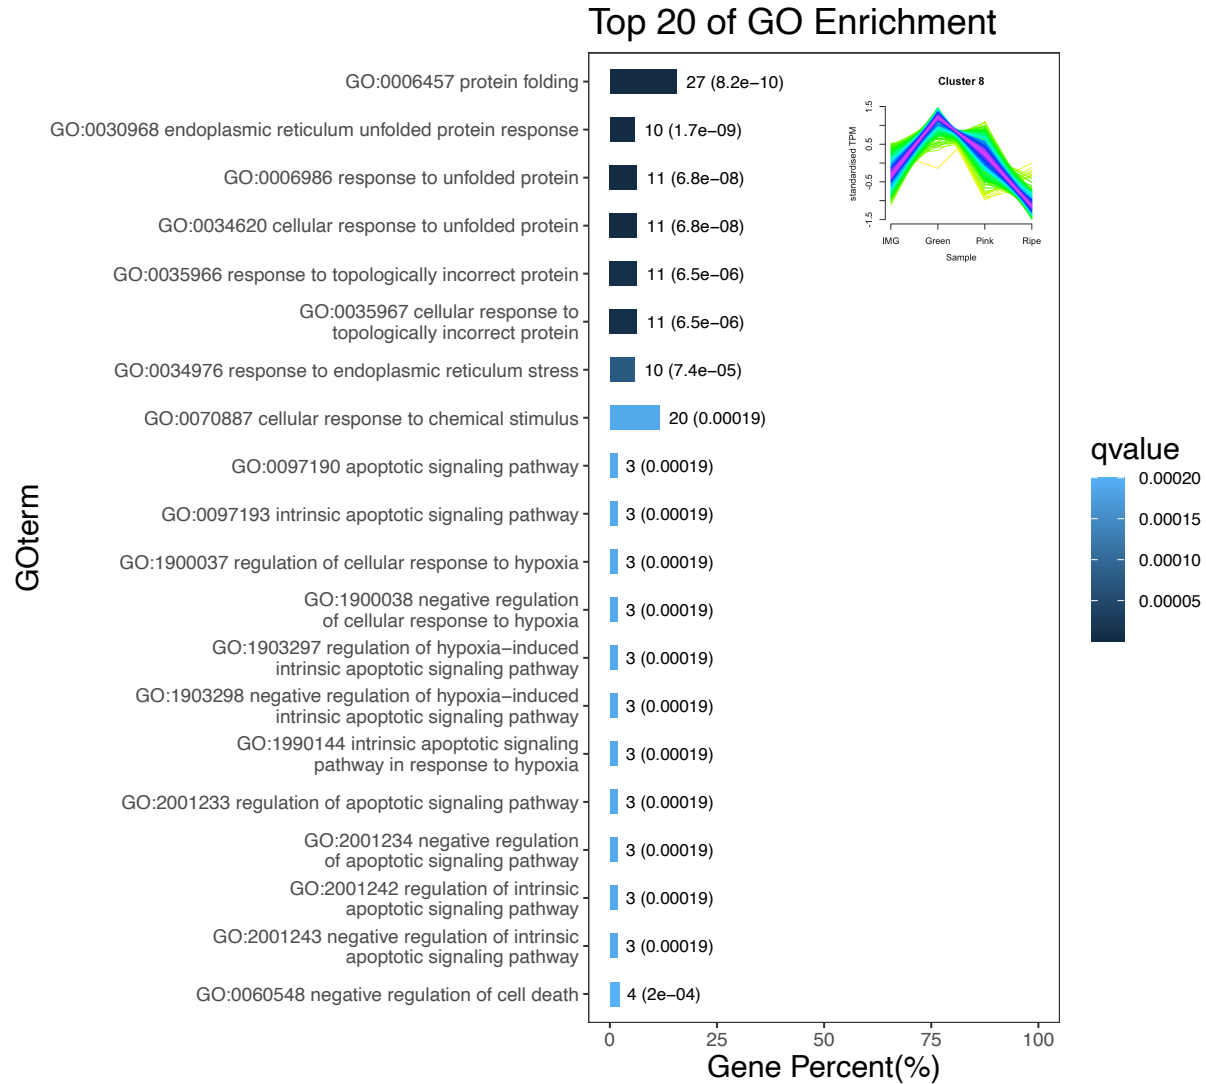 Top 20 of GO Enrichment
GO:0006457 protein folding
27 (8.2e−10)
GO:0030968 endoplasmic reticulum unfolded protein response
10 (1.7e−09)
GO:0006986 response to unfolded protein
11 (6.8e−08)
GO:0034620 cellular response to unfolded protein
11 (6.8e−08)
GO:0035966 response to topologically incorrect protein
11 (6.5e−06)
GO:0035967 cellular response to
topologically incorrect protein
11 (6.5e−06)
GO:0034976 response to endoplasmic reticulum stress
10 (7.4e−05)
GO:0070887 cellular response to chemical stimulus
20 (0.00019)
GO:0097190 apoptotic signaling pathway
3 (0.00019)
GO:0097193 intrinsic apoptotic signaling pathway
3 (0.00019)
GO:1900037 regulation of cellular response to hypoxia
3 (0.00019)
GO:1900038 negative regulation
of cellular response to hypoxia
3 (0.00019)
GO:1903297 regulation of hypoxia−induced
intrinsic apoptotic signaling pathway
3 (0.00019)
GO:1903298 negative regulation of hypoxia−induced
intrinsic apoptotic signaling pathway
3 (0.00019)
GO:1990144 intrinsic apoptotic signaling
pathway in response to hypoxia
3 (0.00019)
GO:2001233 regulation of apoptotic signaling pathway
3 (0.00019)
GO:2001234 negative regulation
of apoptotic signaling pathway
3 (0.00019)
GO:2001242 regulation of intrinsic
apoptotic signaling pathway
3 (0.00019)
GO:2001243 negative regulation of intrinsic
apoptotic signaling pathway
3 (0.00019)
GO:0060548 negative regulation of cell death
4 (2e−04)
0 25 50 75 100
Gene Percent(%)
GOterm
Cluster 8
standardised TPM
1.5
0.5
-0.5
-1.5
IMG Green Pink Ripe
Sample
qvalue
0.00020
0.00015
0.00010
0.00005